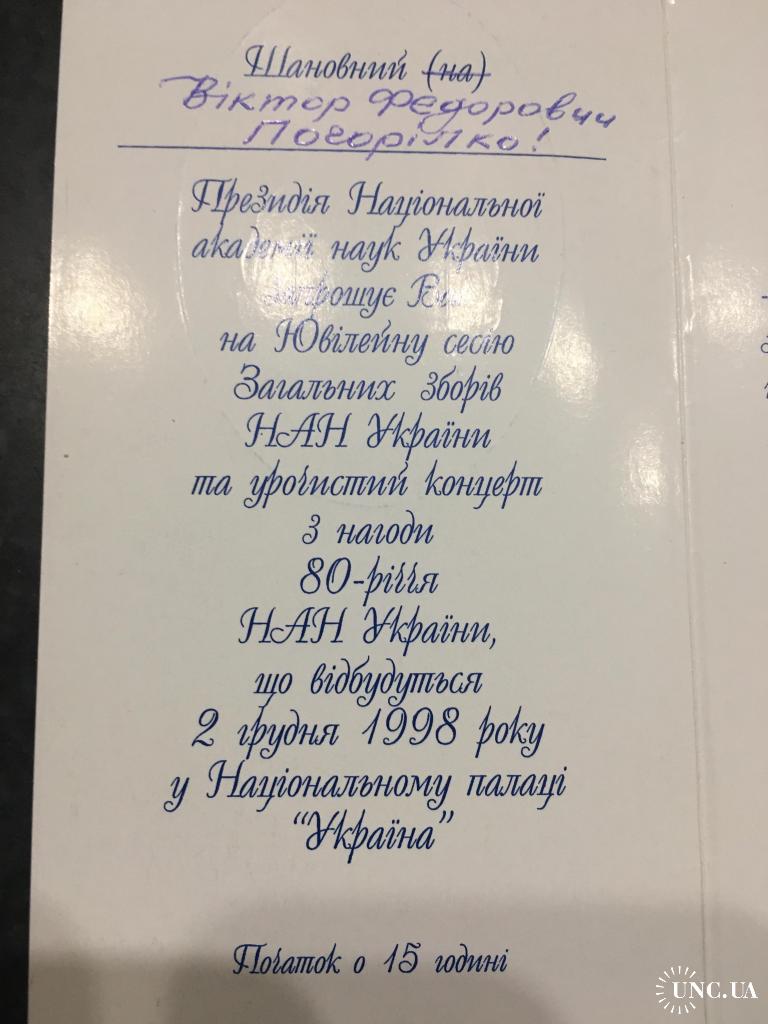 Шановний (на)
Віктор Федорович
Погорілко!
Президія Національної
академії наук України
запрошує Вас
на Ювілейну сесію
Загальних зборів
НАН України
та урочистий концерт
з нагоди
80-річчя
НАН України,
що відбудуться
2 грудня 1998 року
у Національному палаці
“Україна”
Початок о 15 годині
UNC.UA